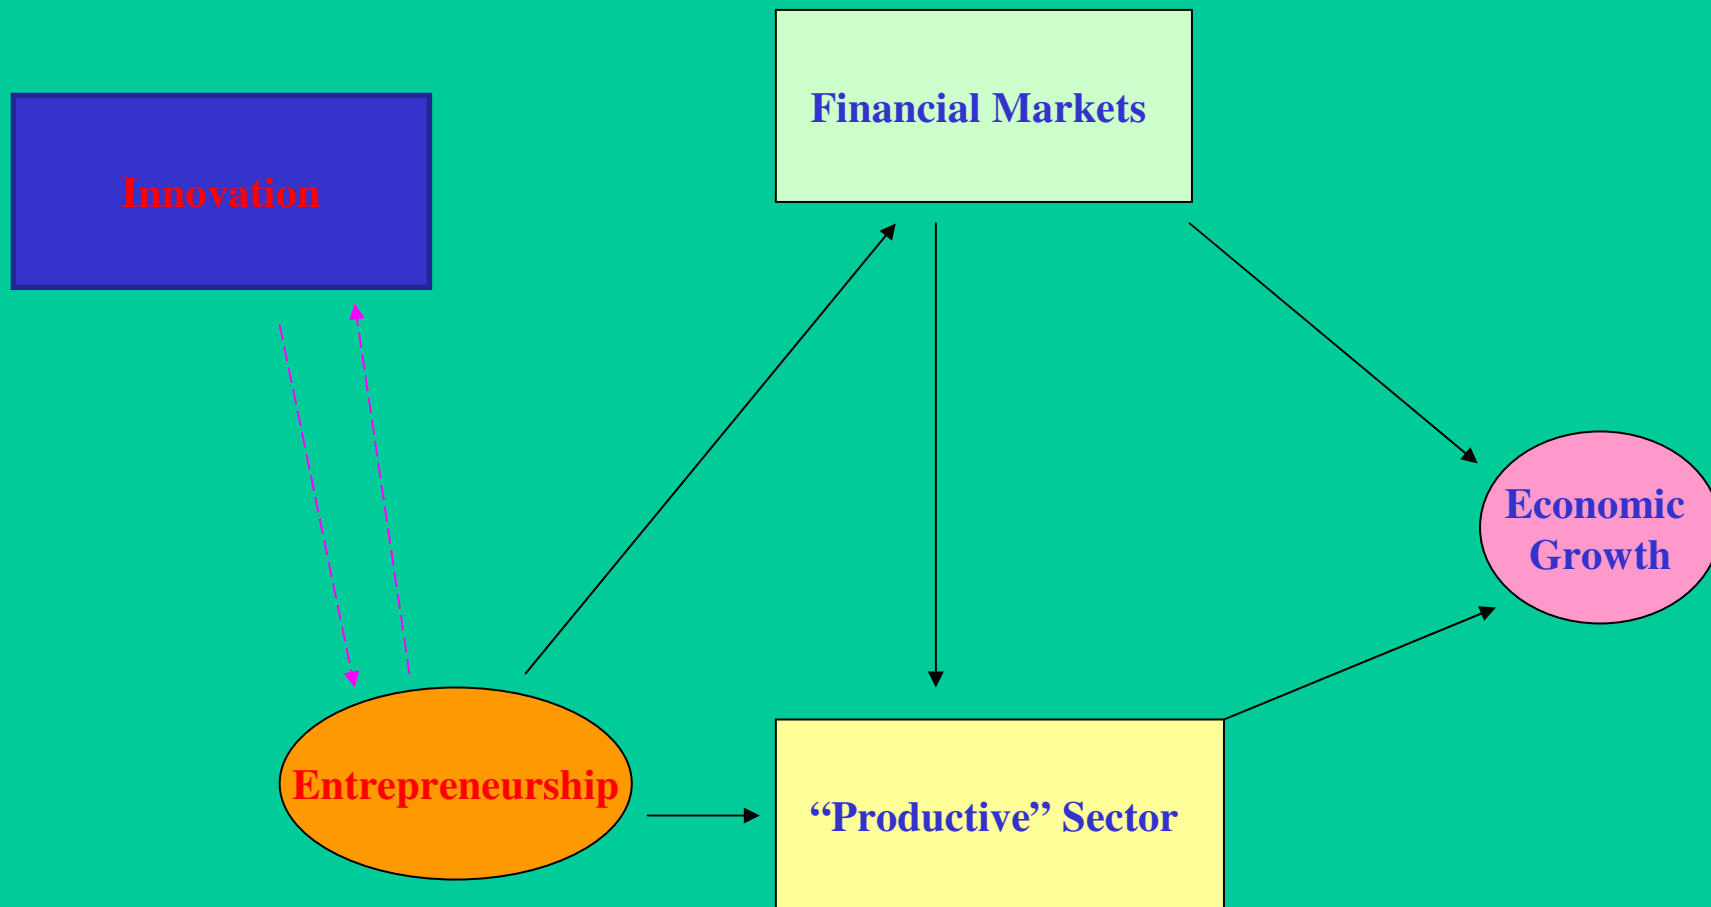 Financial Markets
Innovation
Economic
Growth
Entrepreneurship
“Productive” Sector